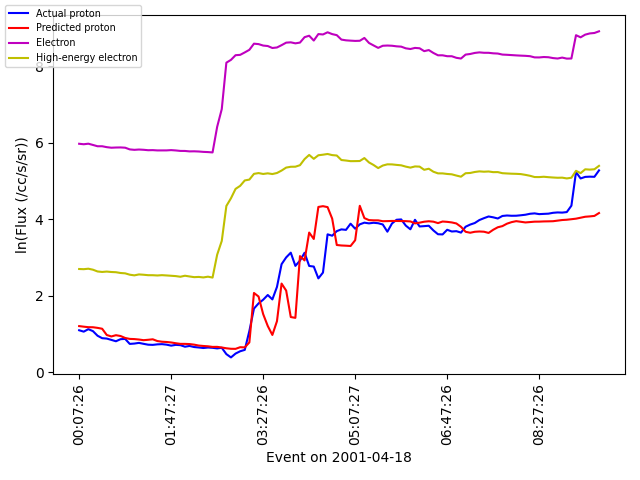 Actual proton
Predicted proton
Electron
High-energy electron
8
6
4
2
0
ln(Flux (/cc/s/sr))
00:07:26
01:47:27
03:27:26
05:07:27
06:47:26
08:27:26
Event on 2001-04-18